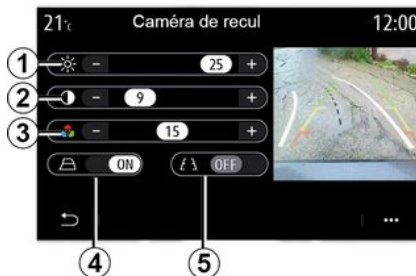 21°c Caméra de recul 12:00
1 - 25 +
2 - 9 +
3 - 15 +
ON OFF
4 5